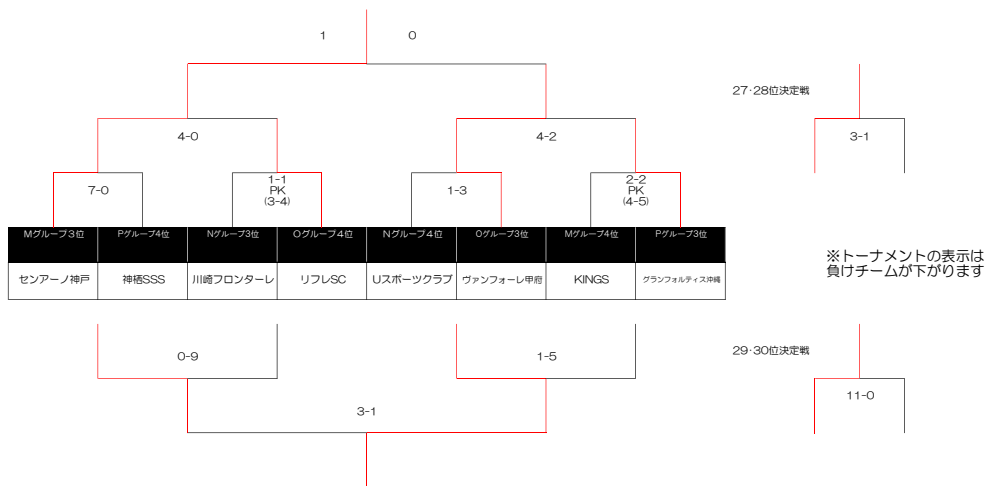 1 0
27・28位決定戦
4-0 4-2 3-1
7-0 1-1 1-3 2-2
PK PK
(3-4) (4-5)
Mグループ3位 Pグループ4位 Nグループ3位 Oグループ4位 Nグループ4位 Oグループ3位 Mグループ4位 Pグループ3位
センアーノ神戸 神栖SSS 川崎フロンターレ リフレSC Uスポーツクラブ ヴァンフォーレ甲府 KINGS グランフォルティス沖縄
※トーナメントの表示は
負けチームが下がります
0-9 1-5 29・30位決定戦
11-0
3-1